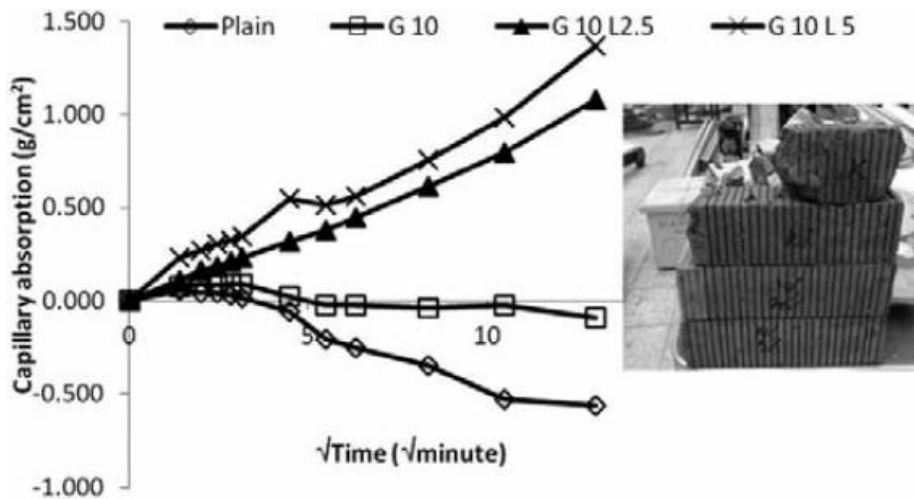 Plain G 10 G 10 L2.5 G 10 L 5
Capillary absorption (g/cm²)
1.500
1.000
0.500
0.000
-0.500
-1.000
0 5 10
√Time (√minute)